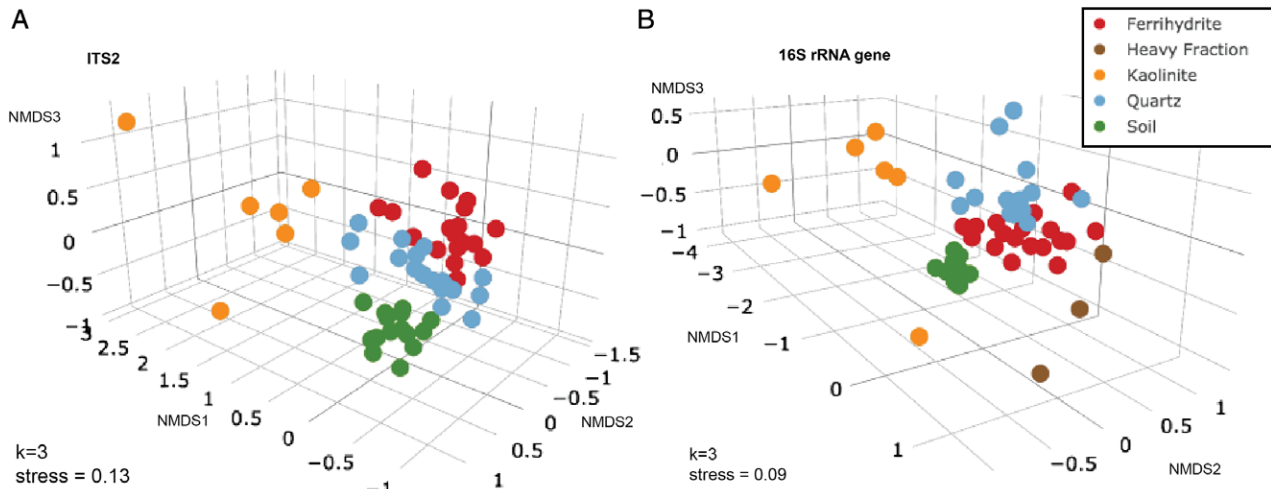 A
ITS2
NMDS3
1
0.5
0
−0.5
−1
3
2.5
2
1.5
1
0.5
0
−0.5
−1
NMDS1
−1.5
−1
−0.5
0
0.5
1
NMDS2
k=3
stress = 0.13
B
16S rRNA gene
NMDS3
0.5
0
−0.5
−1
−4
−3
−2
−1
0
1
NMDS1
1
0.5
0
−0.5
NMDS2
k=3
stress = 0.09
Ferrihydrite
Heavy Fraction
Kaolinite
Quartz
Soil